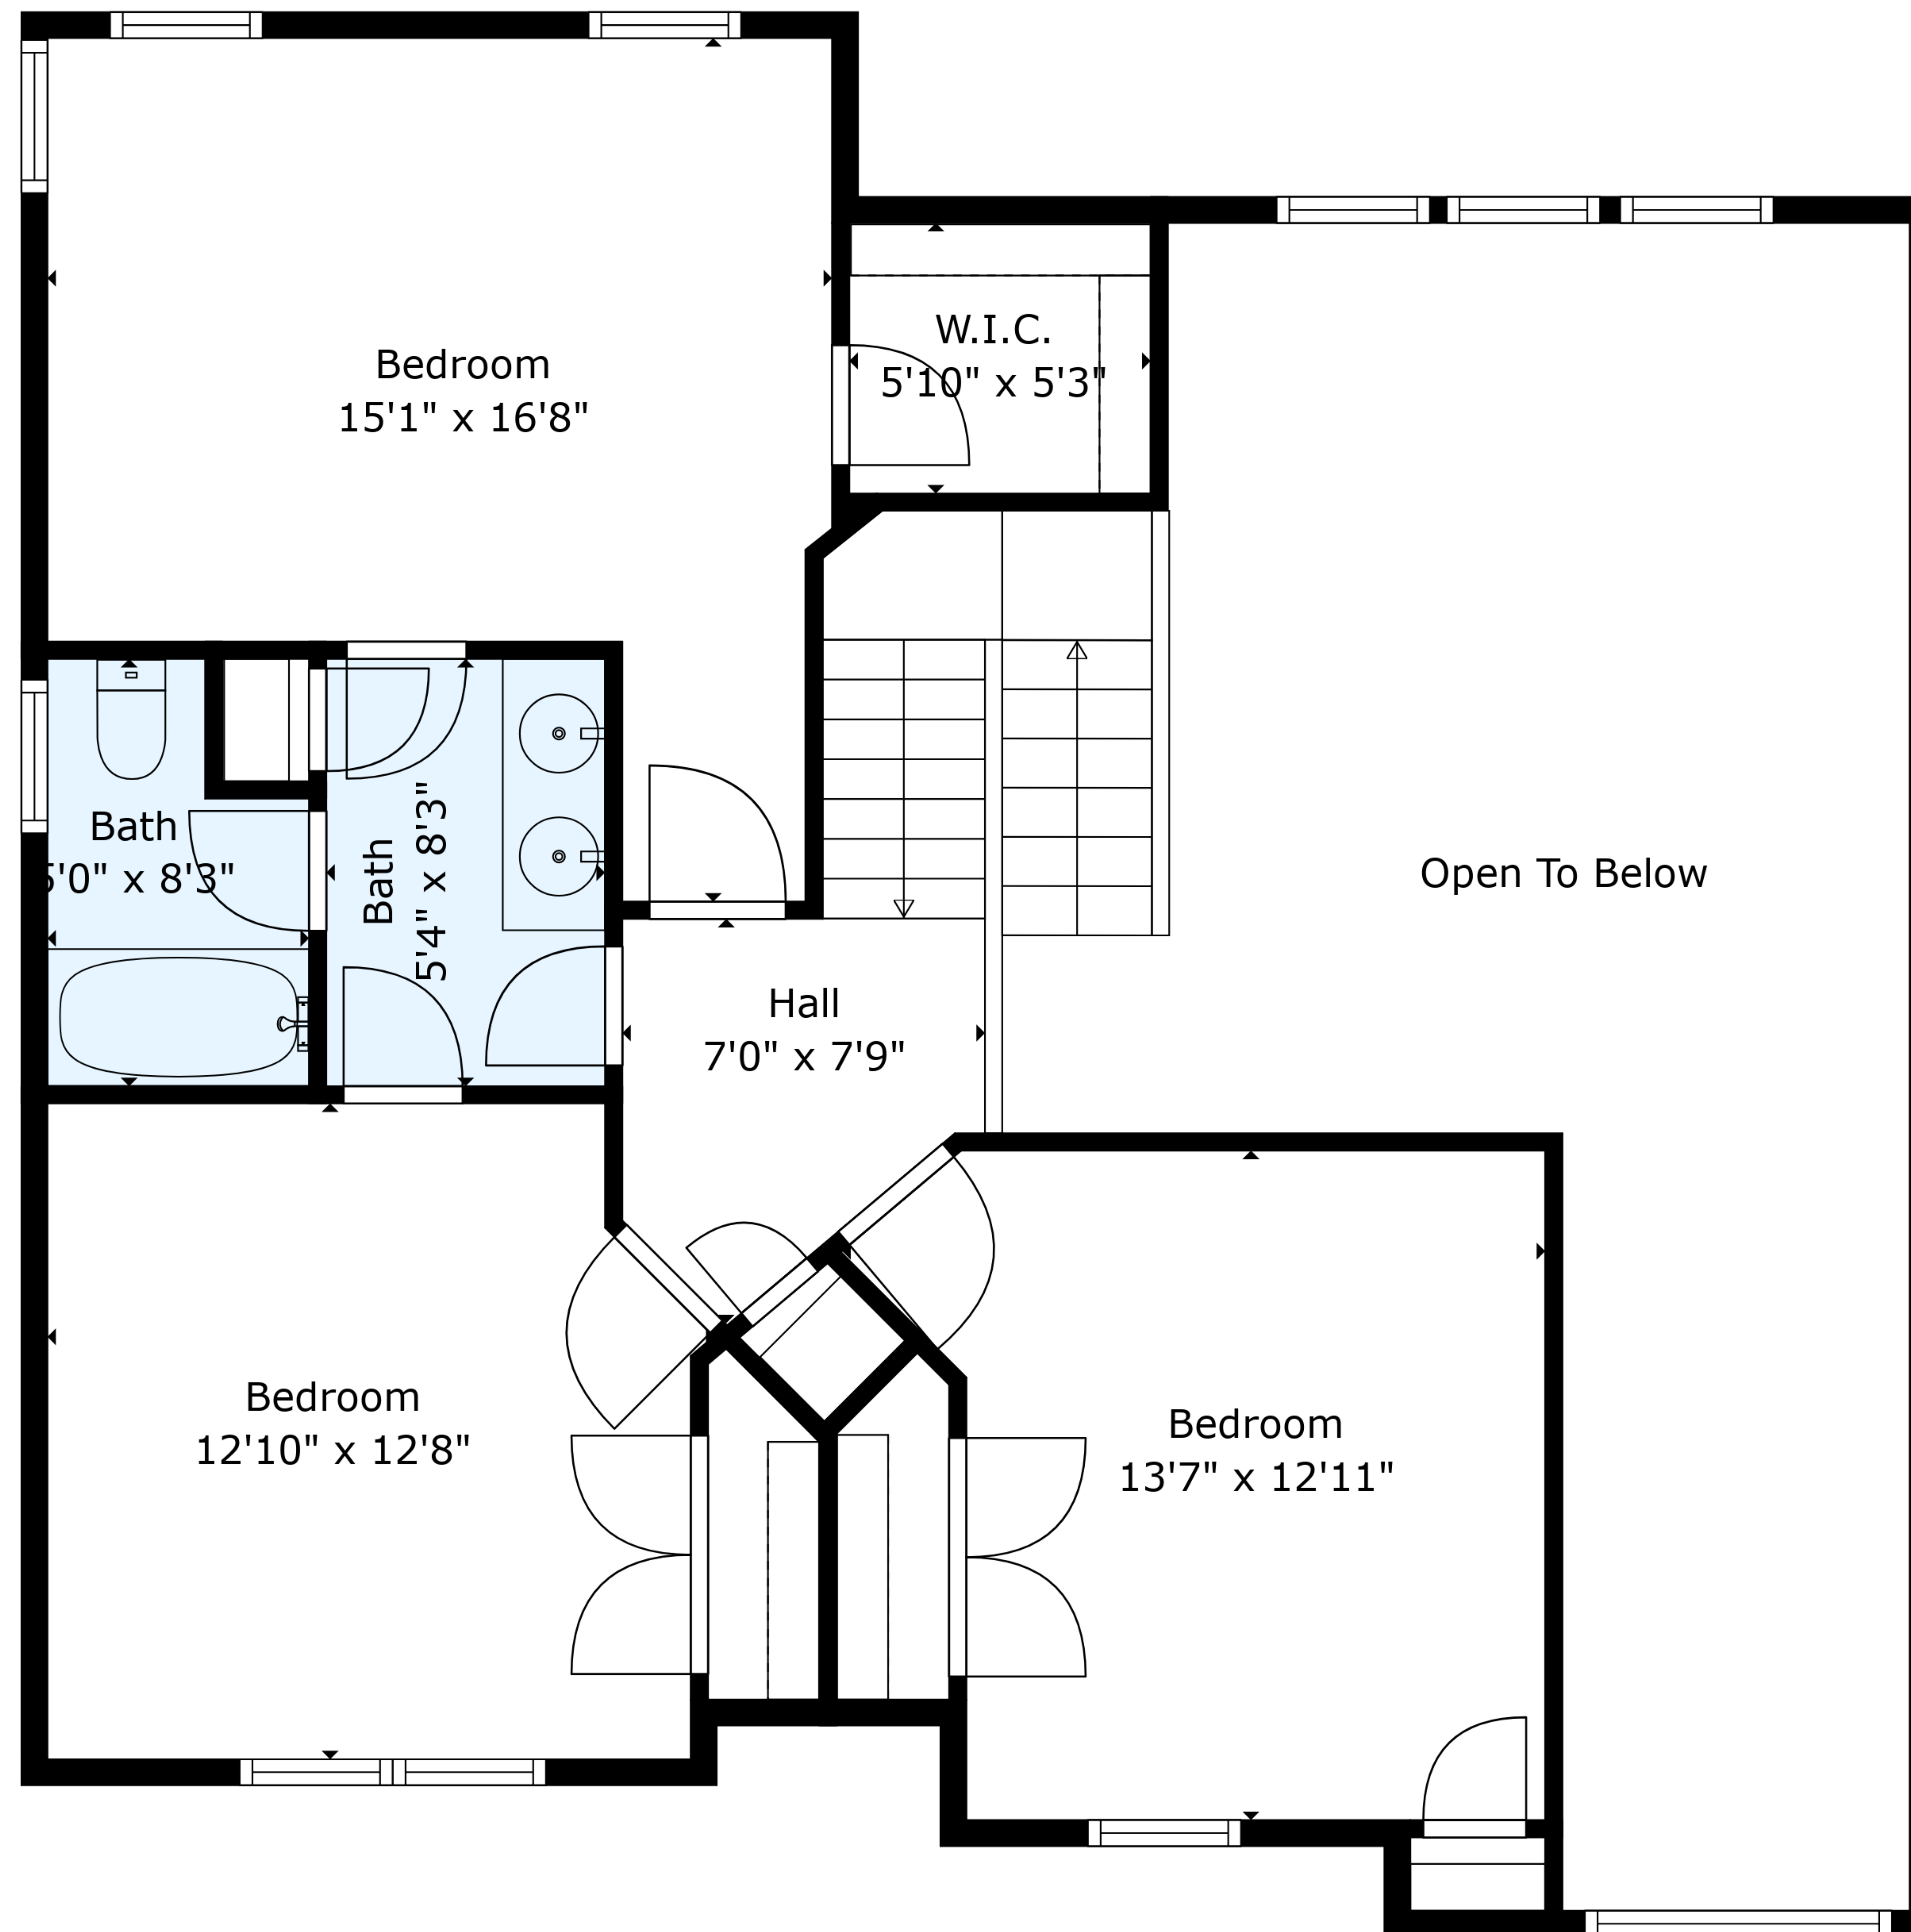 W.I.C.
5'10" x 5'3"
Bedroom
15'1" x 16'8"
Bath
5'0" x 8'3"
Bath
5'4" x 8'3"
Open To Below
Hall
7'0" x 7'9"
Bedroom
12'10" x 12'8"
Bedroom
13'7" x 12'11"